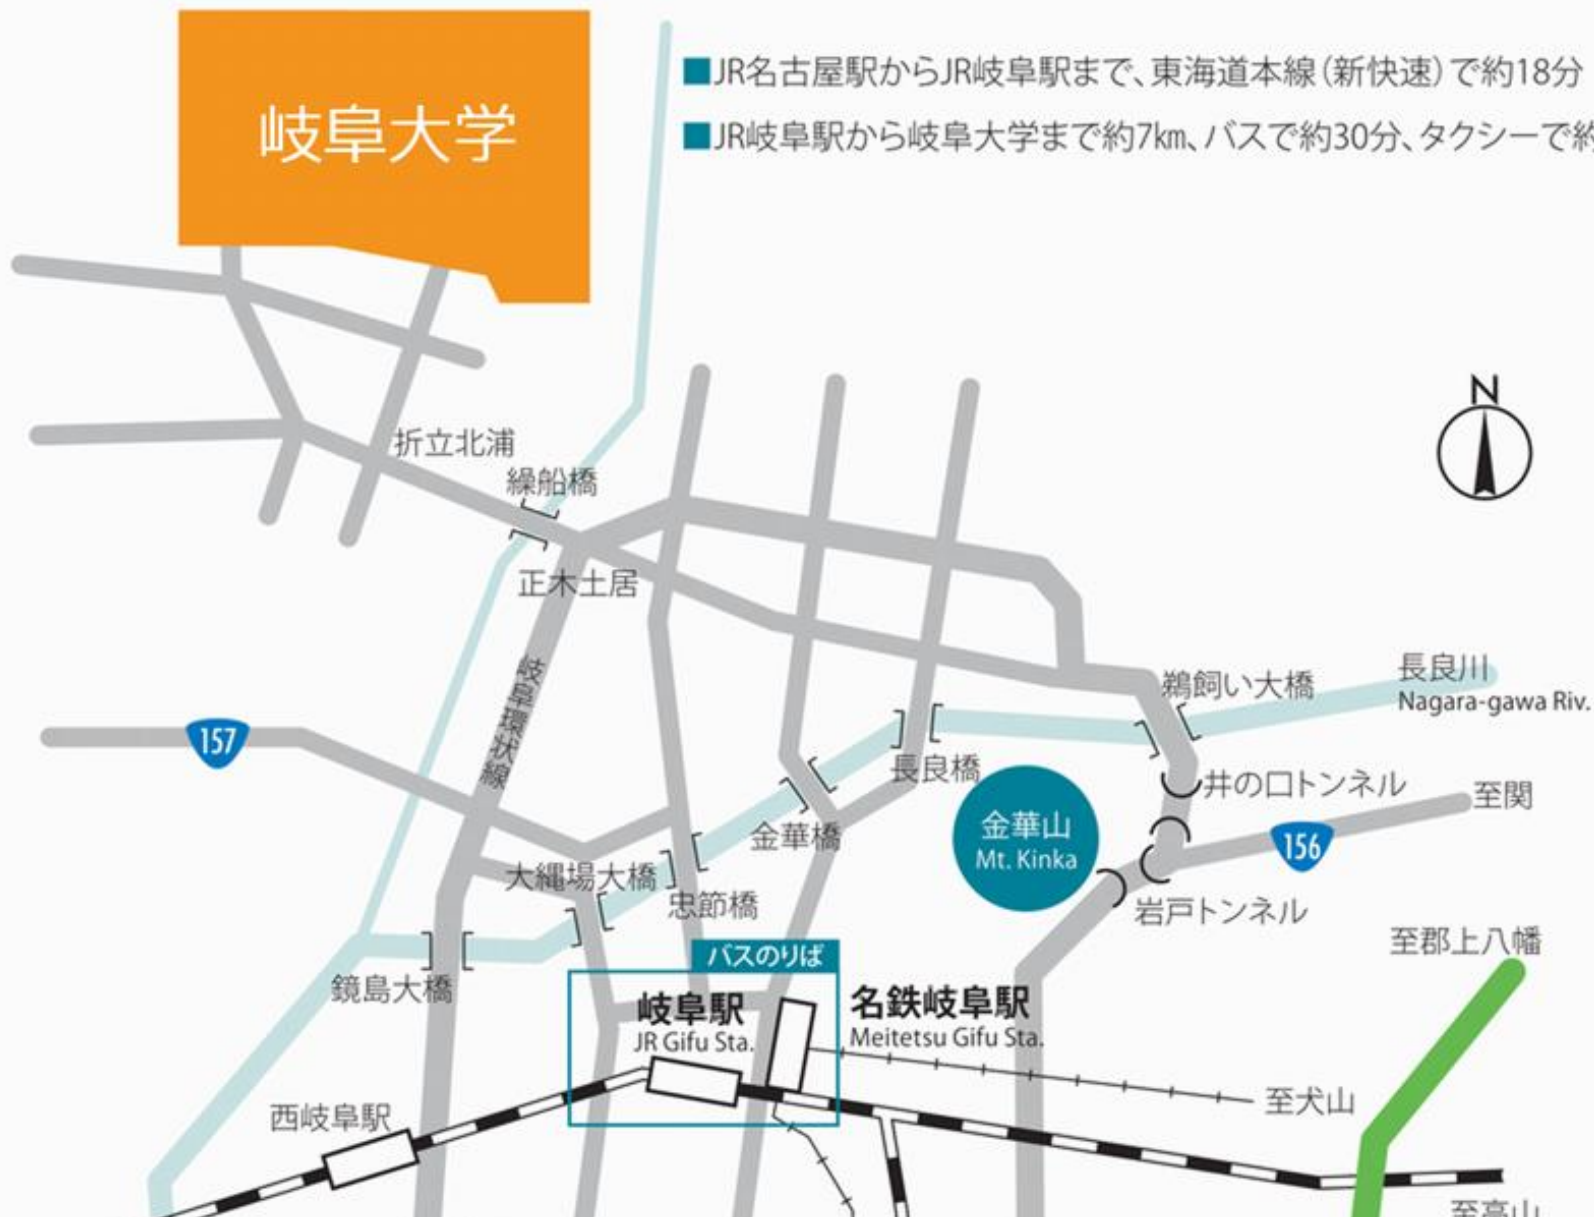 岐阜大学
■JR名古屋駅からJR岐阜駅まで、東海道本線(新快速)で約18分
■JR岐阜駅から岐阜大学まで約7㎞、バスで約30分、タクシーで約
N
折立北浦
繰船橋
正木土居
岐阜環状線
長良川
Nagara-gawa Riv.
鵜飼い大橋
157
長良橋
井の口トンネル
至関
金華山
Mt. Kinka
金華橋
156
大縄場大橋
忠節橋
岩戸トンネル
至郡上八幡
バスのりば
鏡島大橋
岐阜駅
JR Gifu Sta.
名鉄岐阜駅
Meitetsu Gifu Sta.
西岐阜駅
至犬山
至高山